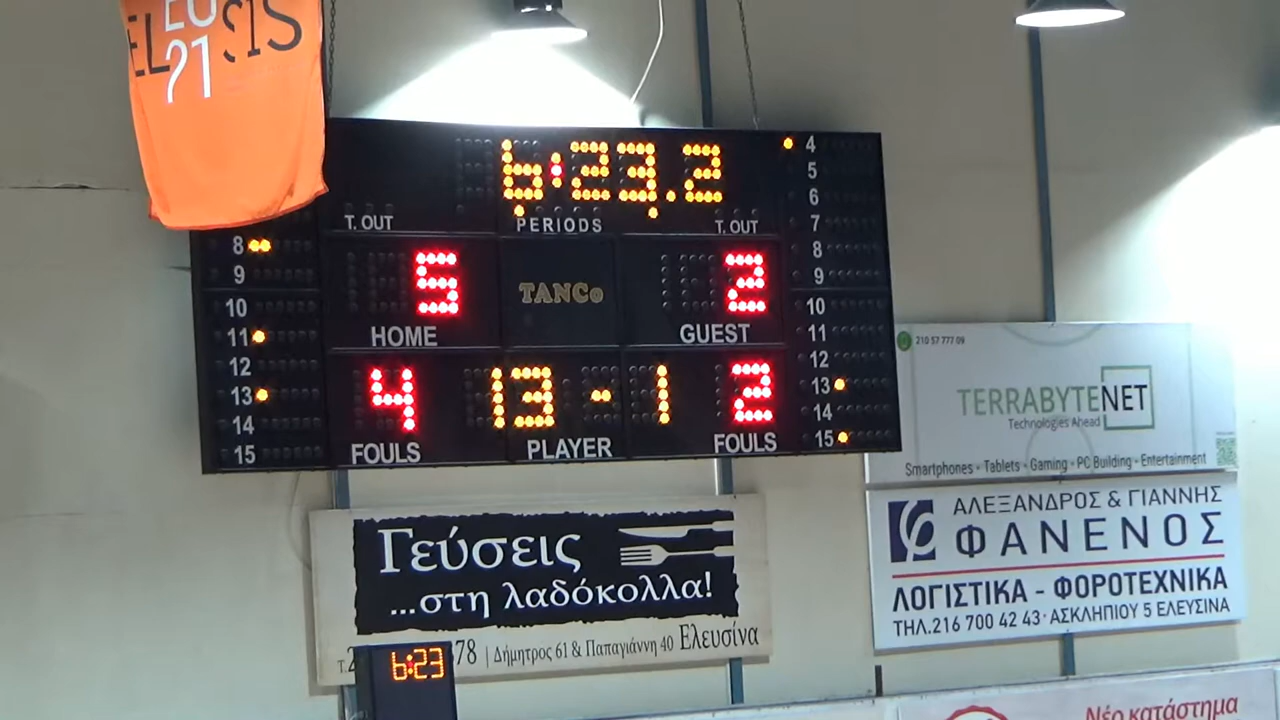 ELEUSIS
21
6:23.2
T. OUT
PERIODS
T. OUT
4
5
6
7
8
9
10
11
12
13
14
15
8
9
10
11
12
13
14
15
5
TANCo
2
HOME
GUEST
4
13 - 1
2
FOULS
PLAYER
FOULS
210 57 777 09
TERRABYTENET
Technologies Ahead
Smartphones - Tablets - Gaming - PC Building - Entertainment
ΑΛΕΞΑΝΔΡΟΣ & ΓΙΑΝΝΗΣ
ΦΑΝΕΝΟΣ
ΛΟΓΙΣΤΙΚΑ - ΦΟΡΟΤΕΧΝΙΚΑ
ΤΗΛ.216 700 42 43 · ΑΣΚΛΗΠΙΟΥ 5 ΕΛΕΥΣΙΝΑ
Γεύσεις
...στη λαδόκολλα!
78 | Δήμητρος 61 & Παπαγιάννη 40 Ελευσίνα
6:23
Νέο κατάστημα